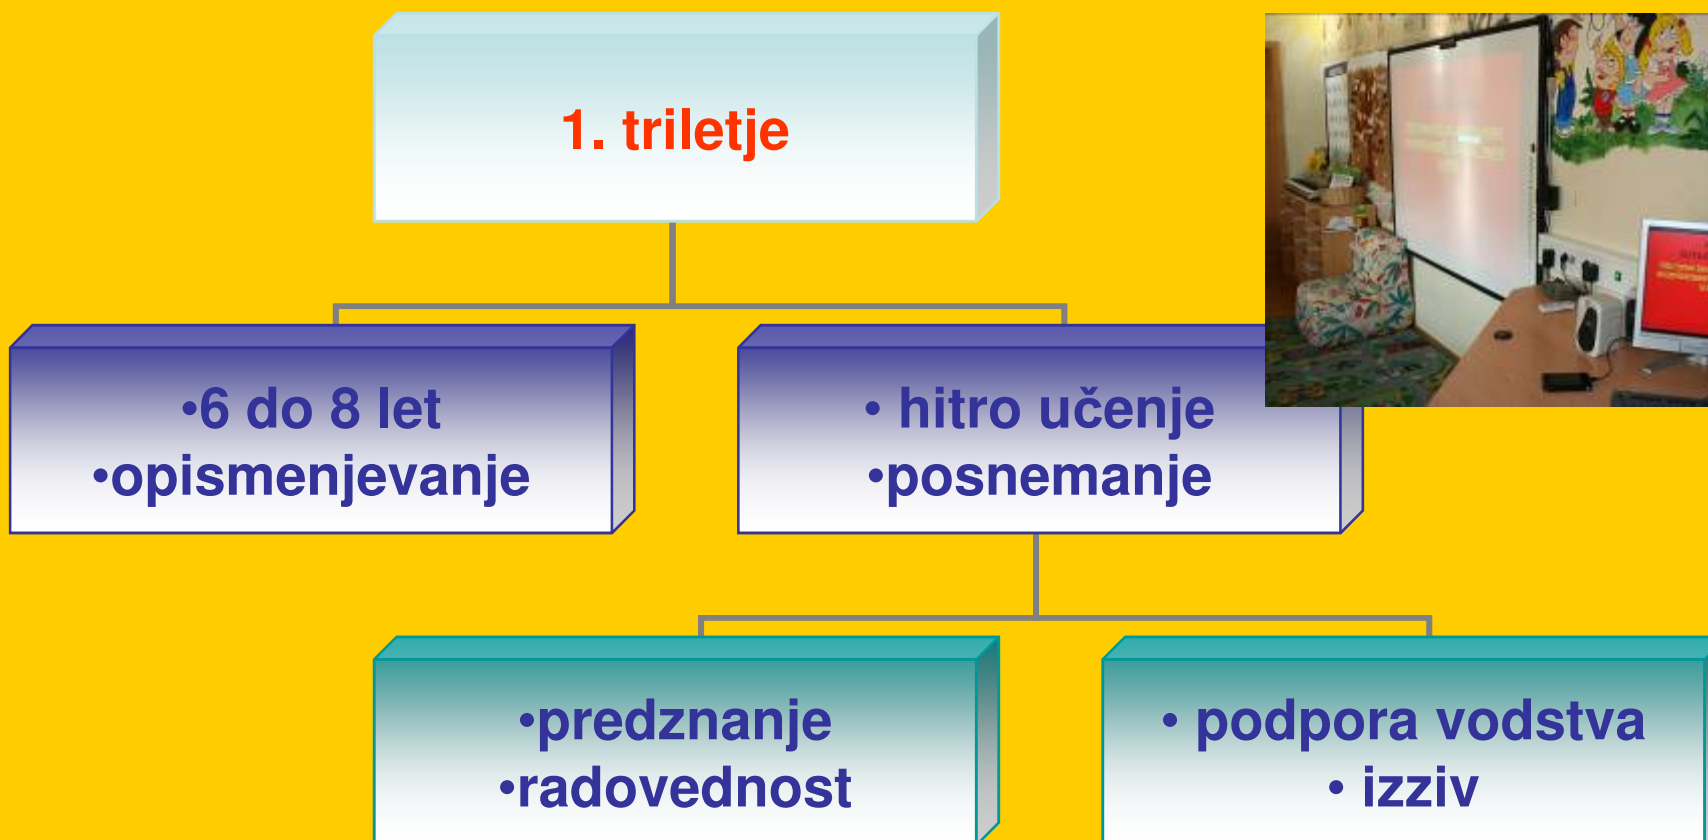 1. triletje
•6 do 8 let
•opismenjevanje
• hitro učenje
•posnemanje
•predznanje
•radovednost
• podpora vodstva
• izziv